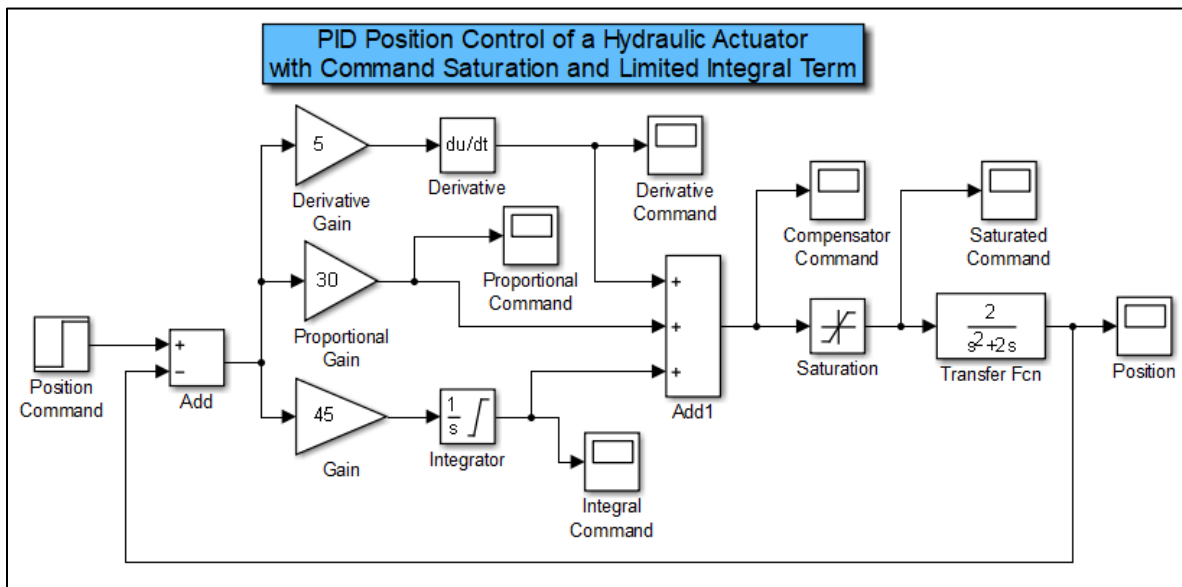 PID Position Control of a Hydraulic Actuator
with Command Saturation and Limited Integral Term
5
Derivative
Gain
du/dt
Derivative
Derivative
Command
30
Proportional
Gain
Proportional
Command
Position
Command
+
−
Add
45
Gain
1
s
Integrator
Integral
Command
+
+
+
Add1
Compensator
Command
Saturation
Saturated
Command
2
s2+2s
Transfer Fcn
Position